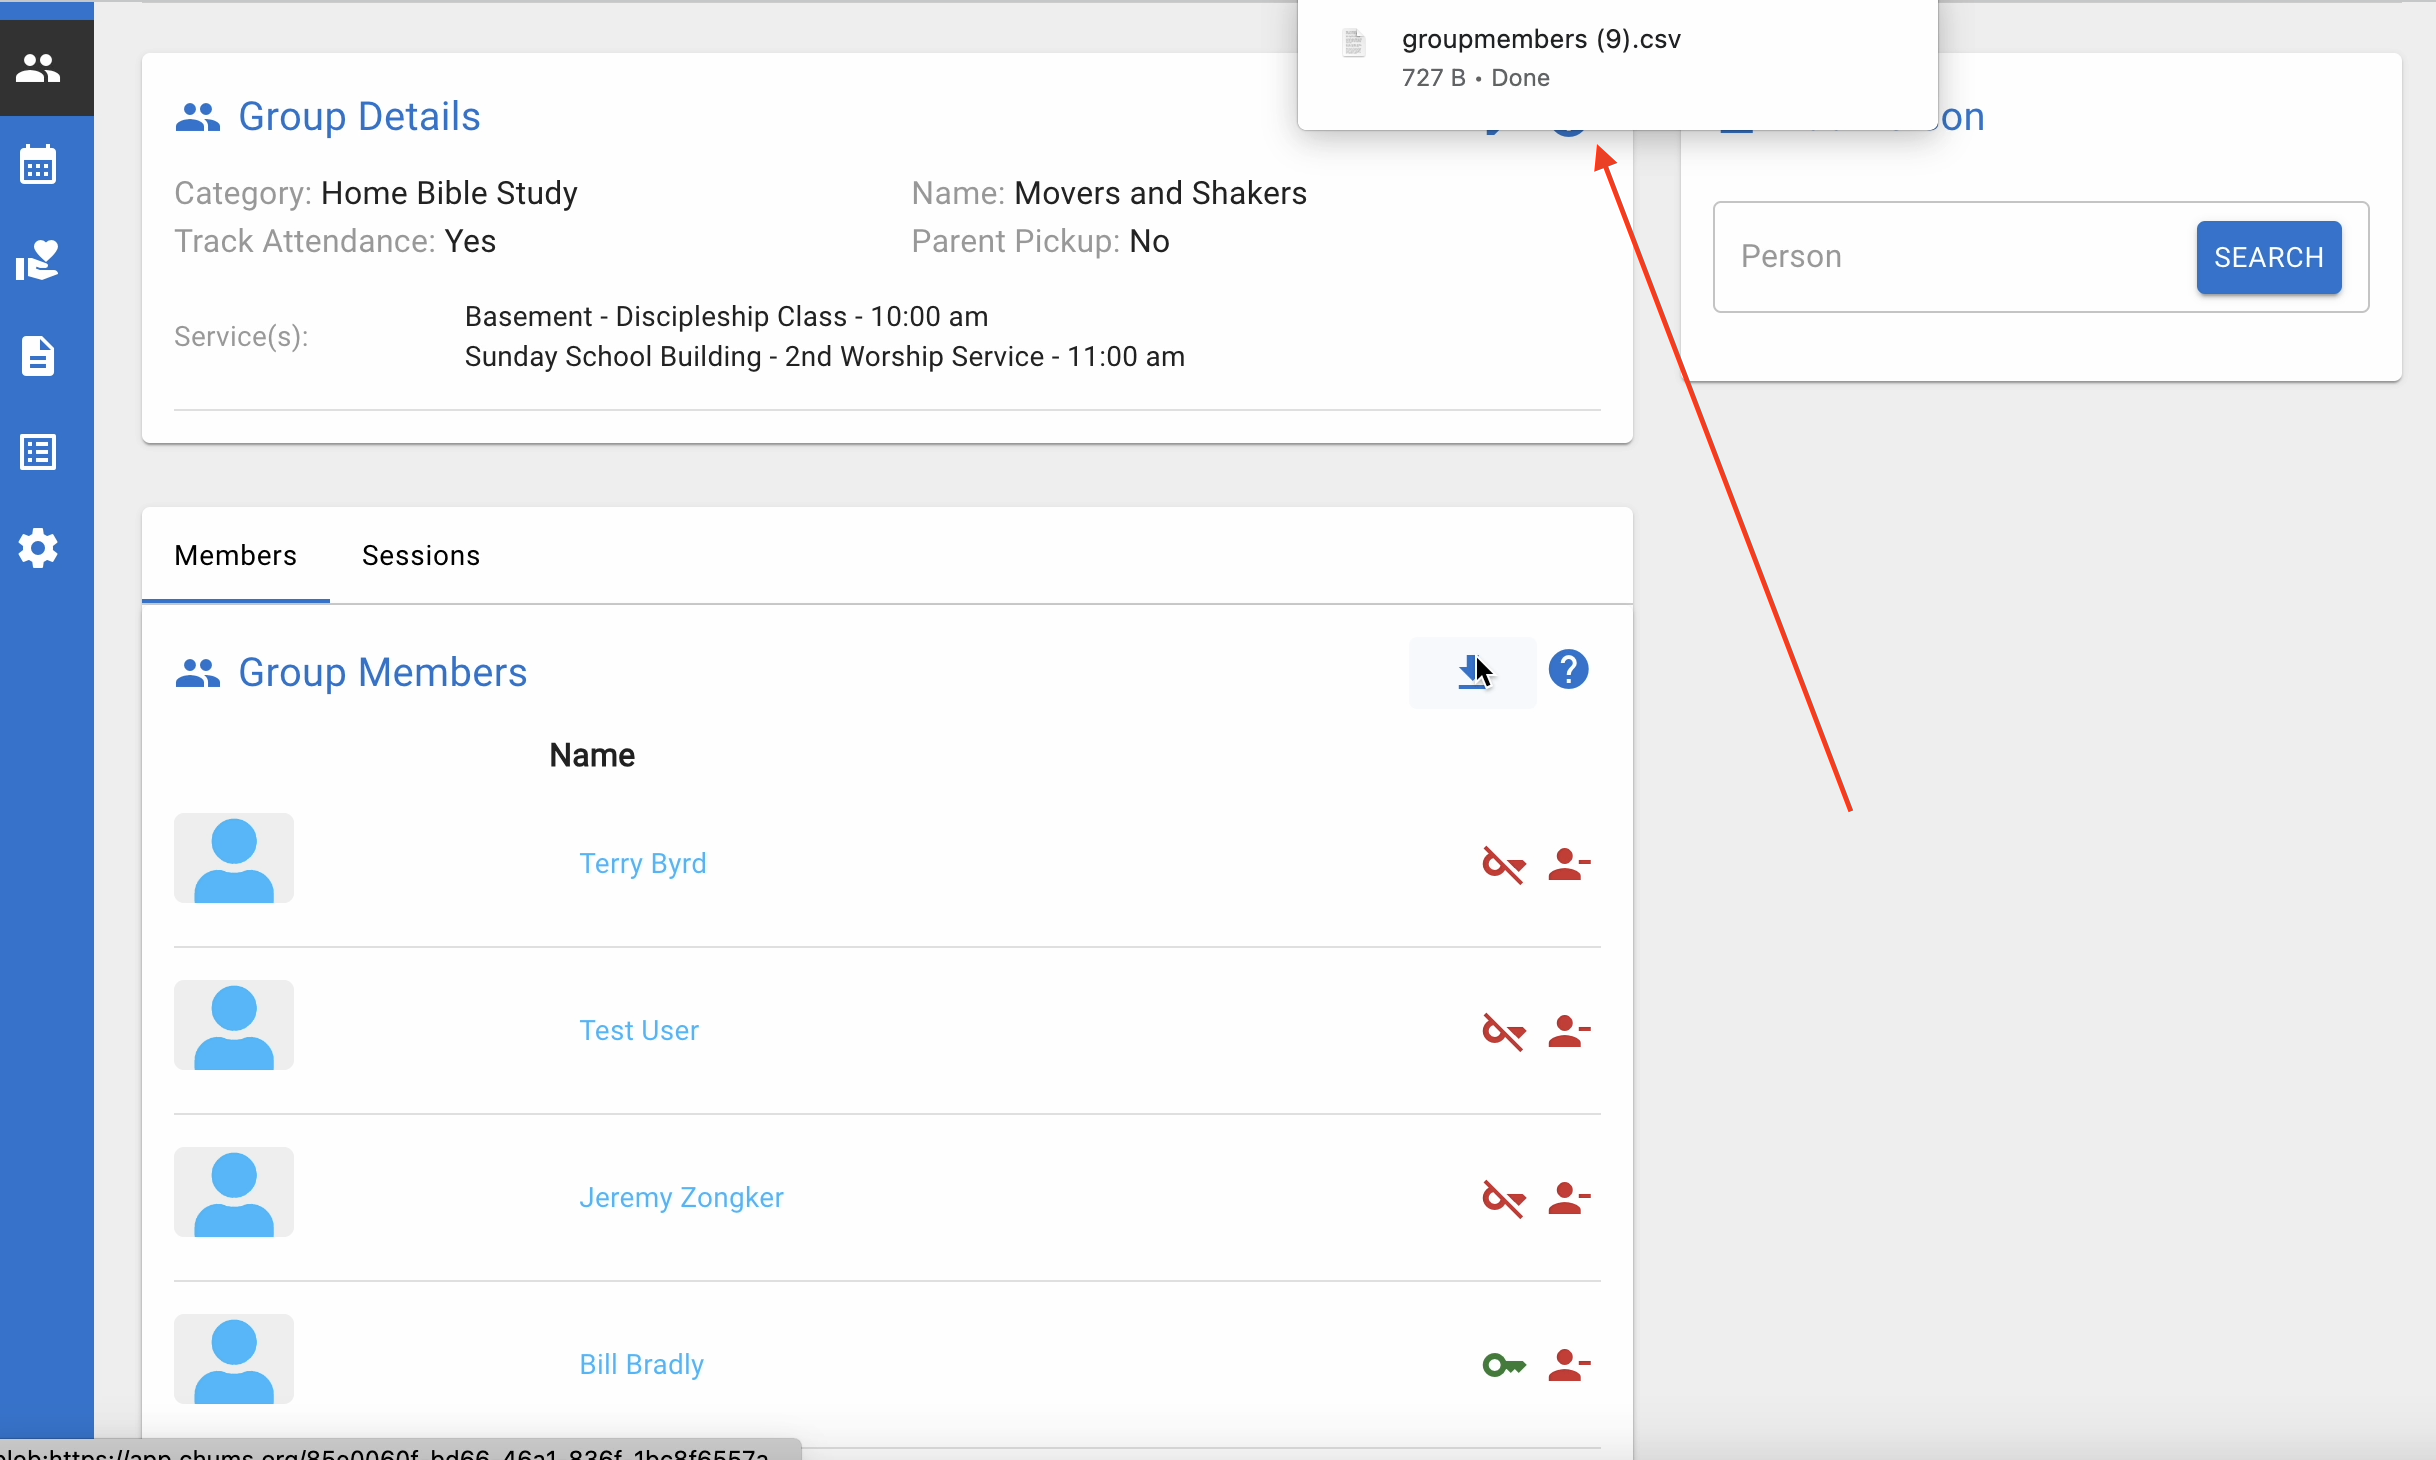 groupmembers (9).csv
727 B • Done
Group Details
on
Category: Home Bible Study
Name: Movers and Shakers
Track Attendance: Yes
Parent Pickup: No
Person
SEARCH
Service(s):
Basement - Discipleship Class - 10:00 am
Sunday School Building - 2nd Worship Service - 11:00 am
Members
Sessions
Group Members
?
Name
Terry Byrd
Test User
Jeremy Zongker
Bill Bradly